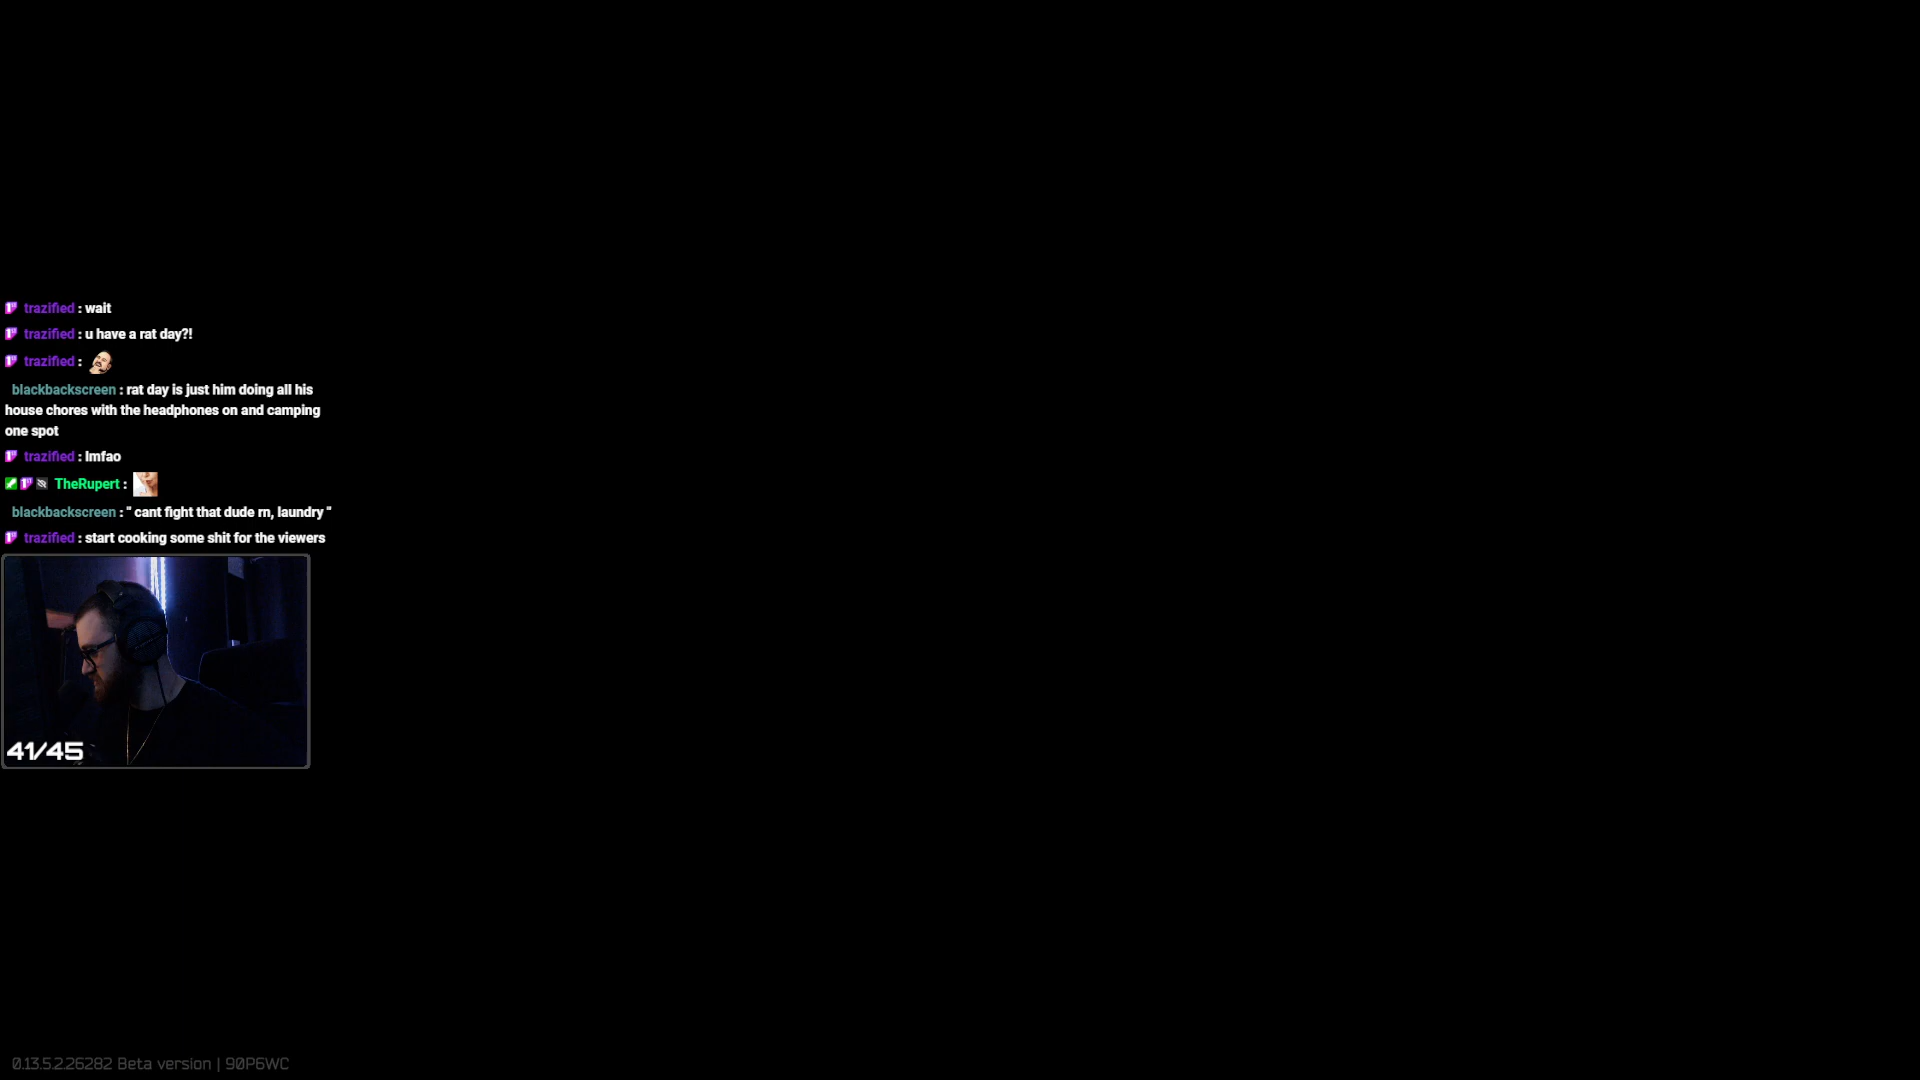 trazified : wait
trazified : u have a rat day?!
trazified :
blackbackscreen : rat day is just him doing all his
house chores with the headphones on and camping
one spot
trazified : lmfao
TheRupert :
blackbackscreen : " cant fight that dude rn, laundry "
trazified : start cooking some shit for the viewers
41/45
0.13.5.2.26282 Beta version | 90P6WC